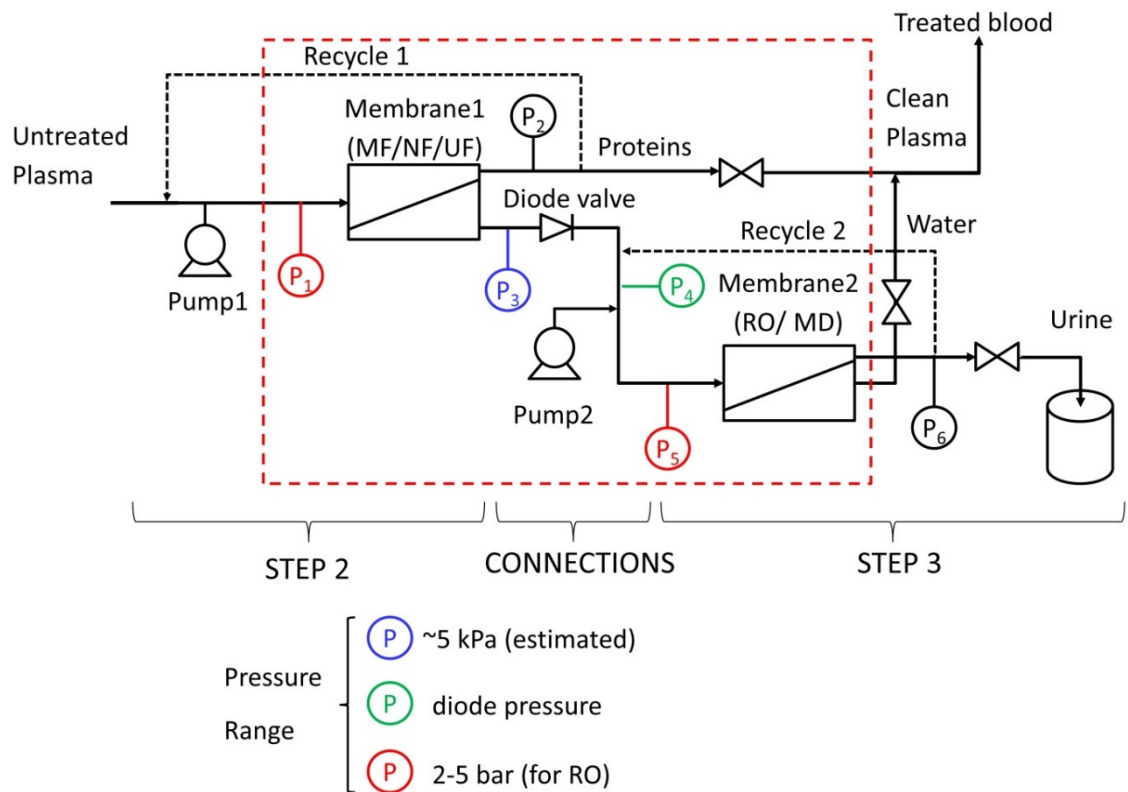 Treated blood
Recycle 1
Clean
Plasma
Membrane1
(MF/NF/UF)
P2
Untreated
Plasma
Proteins
Diode valve
Water
Recycle 2
P1
Pump1
P3
P4
Membrane2
(RO/ MD)
Urine
Pump2
P5
P6
STEP 2
CONNECTIONS
STEP 3
Pressure
Range
P ~5 kPa (estimated)
P diode pressure
P 2-5 bar (for RO)